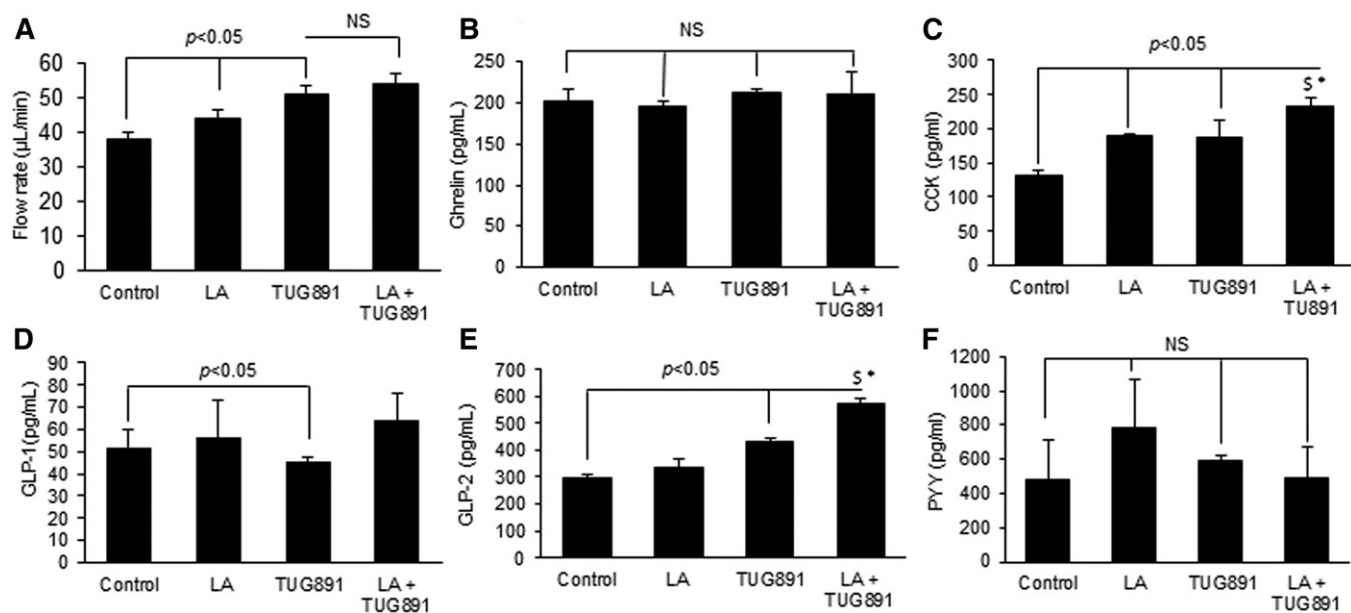 A
NS
p<0.05
60
50
40
30
20
10
0
Flow rate (µL/min)
Control
LA
TUG891
LA +
TUG891
B
NS
250
200
150
100
50
0
Ghrelin (pg/mL)
Control
LA
TUG891
LA +
TUG891
C
p<0.05
300
250
200
150
100
50
0
CCK (pg/ml)
$ *
Control
LA
TUG891
LA +
TU891
D
p<0.05
90
80
70
60
50
40
30
20
10
0
GLP-1(pg/mL)
Control
LA
TUG891
LA +
TUG891
E
p<0.05
$ *
700
600
500
400
300
200
100
0
GLP-2 (pg/mL)
Control
LA
TUG891
LA +
TUG891
F
NS
1200
1000
800
600
400
200
0
PYY (pg/ml)
Control
LA
TUG891
LA +
TUG891